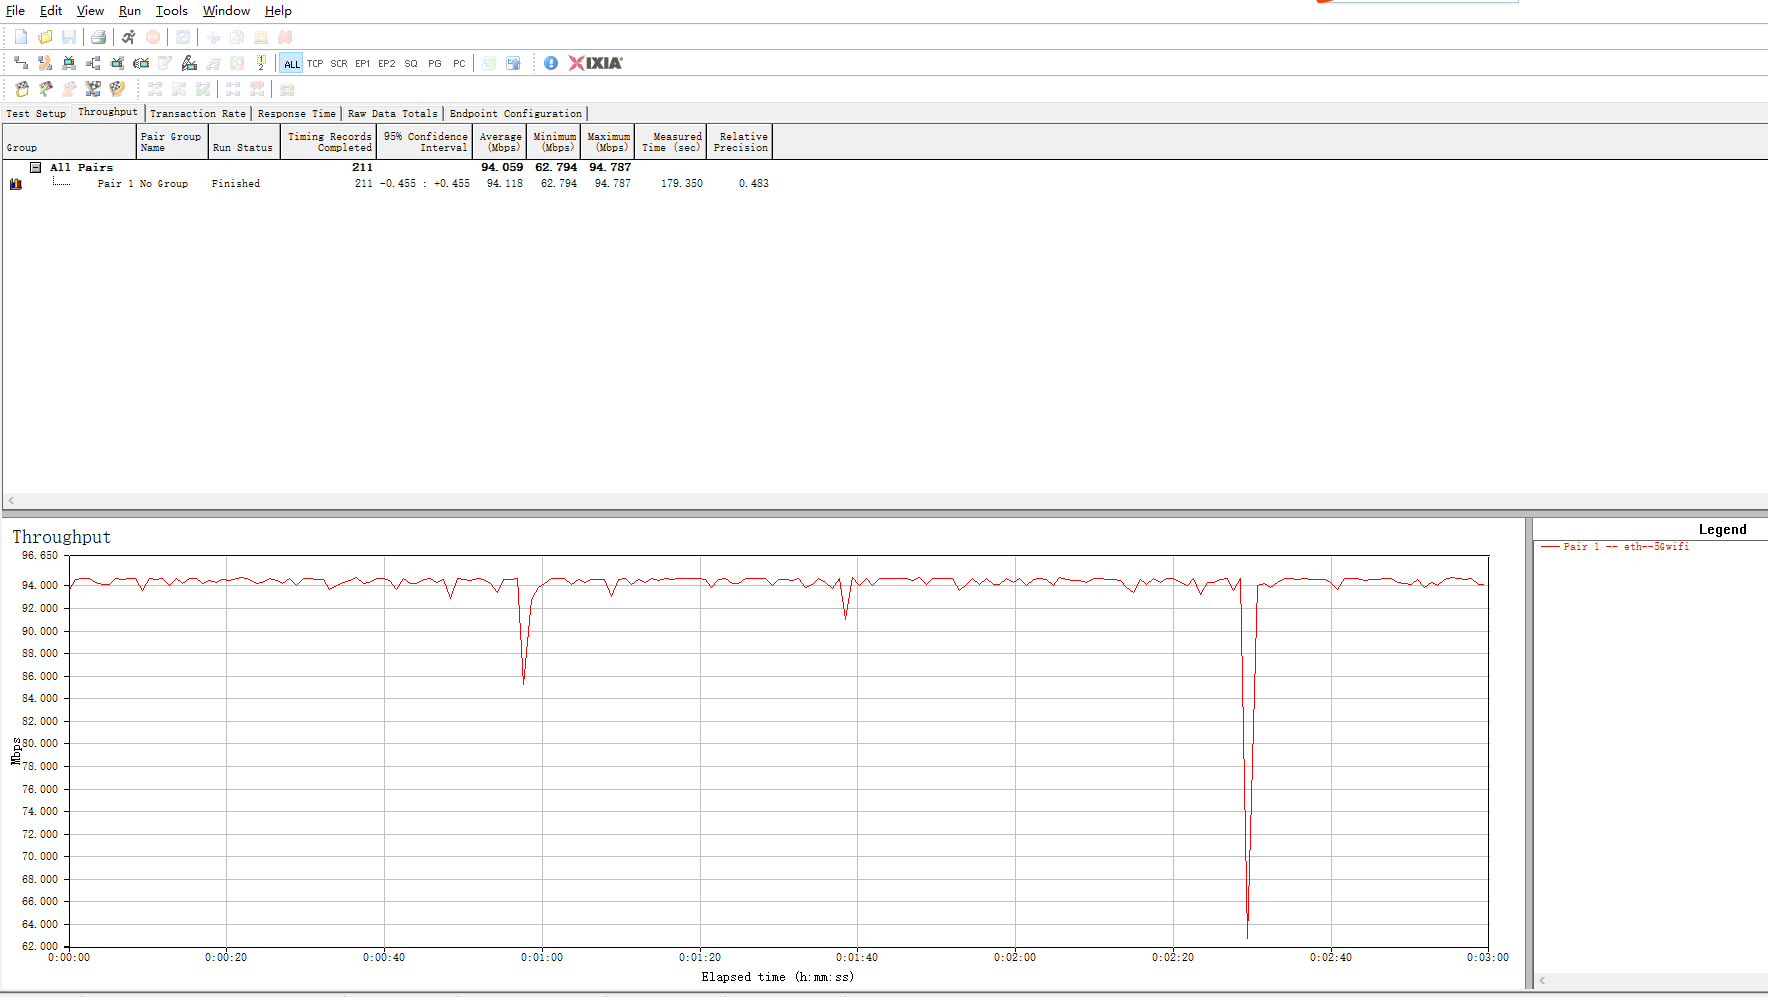 File Edit View Run Tools Window Help
ALL TCP SCR EP1 EP2 SQ PG PC IXIA
Test Setup Throughput Transaction Rate Response Time Raw Data Totals Endpoint Configuration
Group Pair Group Name Run Status Timing Records Completed 95% Confidence Interval Average (Mbps) Minimum (Mbps) Maximum (Mbps) Measured Time (sec) Relative Precision
All Pairs 211 94.059 62.794 94.787
Pair 1 No Group Finished 211 -0.455 : +0.455 94.118 62.794 94.787 179.350 0.483
Throughput
96.650
94.000
92.000
90.000
88.000
86.000
84.000
82.000
80.000
78.000
76.000
74.000
72.000
70.000
68.000
66.000
64.000
62.000
Mbps
0:00:00 0:00:20 0:00:40 0:01:00 0:01:20 0:01:40 0:02:00 0:02:20 0:02:40 0:03:00
Elapsed time (h:mm:ss)
Legend
Pair 1 -- eth--5Gwifi